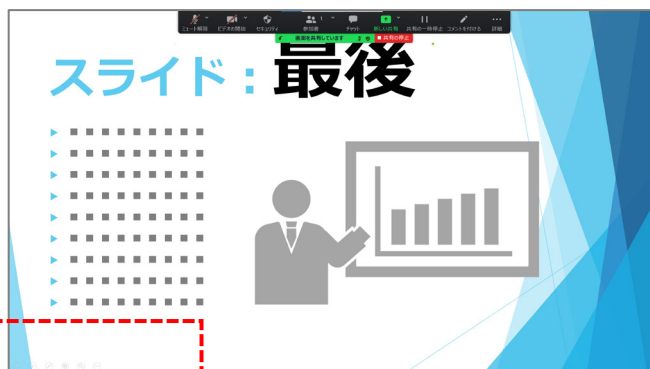 ミュート解除 ビデオの開始 セキュリティ 参加者 1 チャット 新しい共有 共有の一時停止 コメントを付ける 詳細
画面を共有しています 共有の停止
スライド：最後